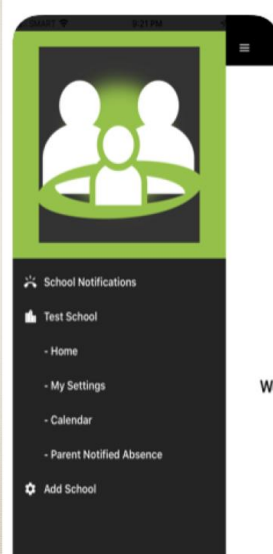 9:21 PM
School Notifications
Test School
- Home
- My Settings
- Calendar
- Parent Notified Absence
Add School